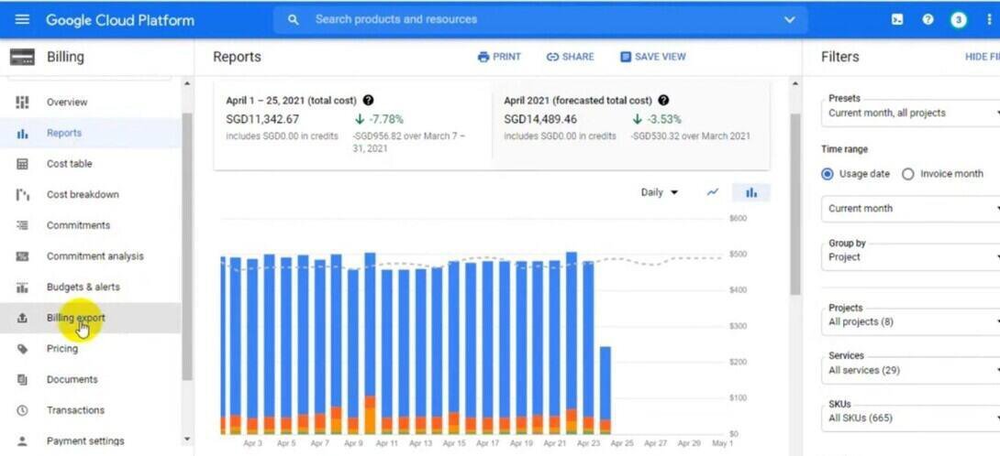 Google Cloud Platform
Search products and resources
3
Billing
Overview
Reports
Cost table
Cost breakdown
Commitments
Commitment analysis
Budgets & alerts
Billing export
Pricing
Documents
Transactions
Payment settings
Reports
PRINT
SHARE
SAVE VIEW
April 1 – 25, 2021 (total cost)
SGD11,342.67
includes SGD0.00 in credits
-7.78%
-SGD956.82 over March 7 –
31, 2021
April 2021 (forecasted total cost)
SGD14,489.46
includes SGD0.00 in credits
-3.53%
-SGD530.32 over March 2021
Daily
$600
$500
$400
$300
$200
$100
$0
Apr 3 Apr 5 Apr 7 Apr 9 Apr 11 Apr 13 Apr 15 Apr 17 Apr 19 Apr 21 Apr 23 Apr 25 Apr 27 Apr 29 May 1
Filters
HIDE FI
Presets
Current month, all projects
Time range
Usage date
Invoice month
Current month
Group by
Project
Projects
All projects (8)
Services
All services (29)
SKUs
All SKUs (665)